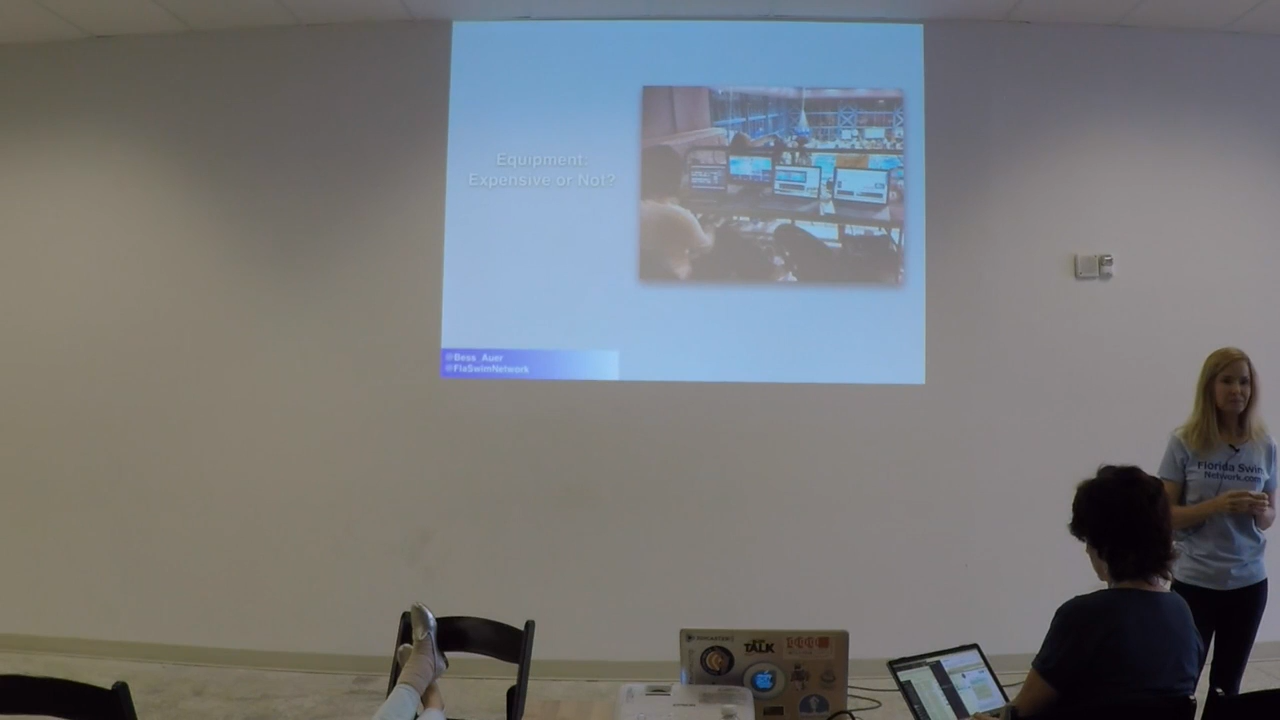 Equipment:
Expensive or Not?
@Bess_Auer
@FlaSwimNetwork
Florida Swim
Network.com
TALK